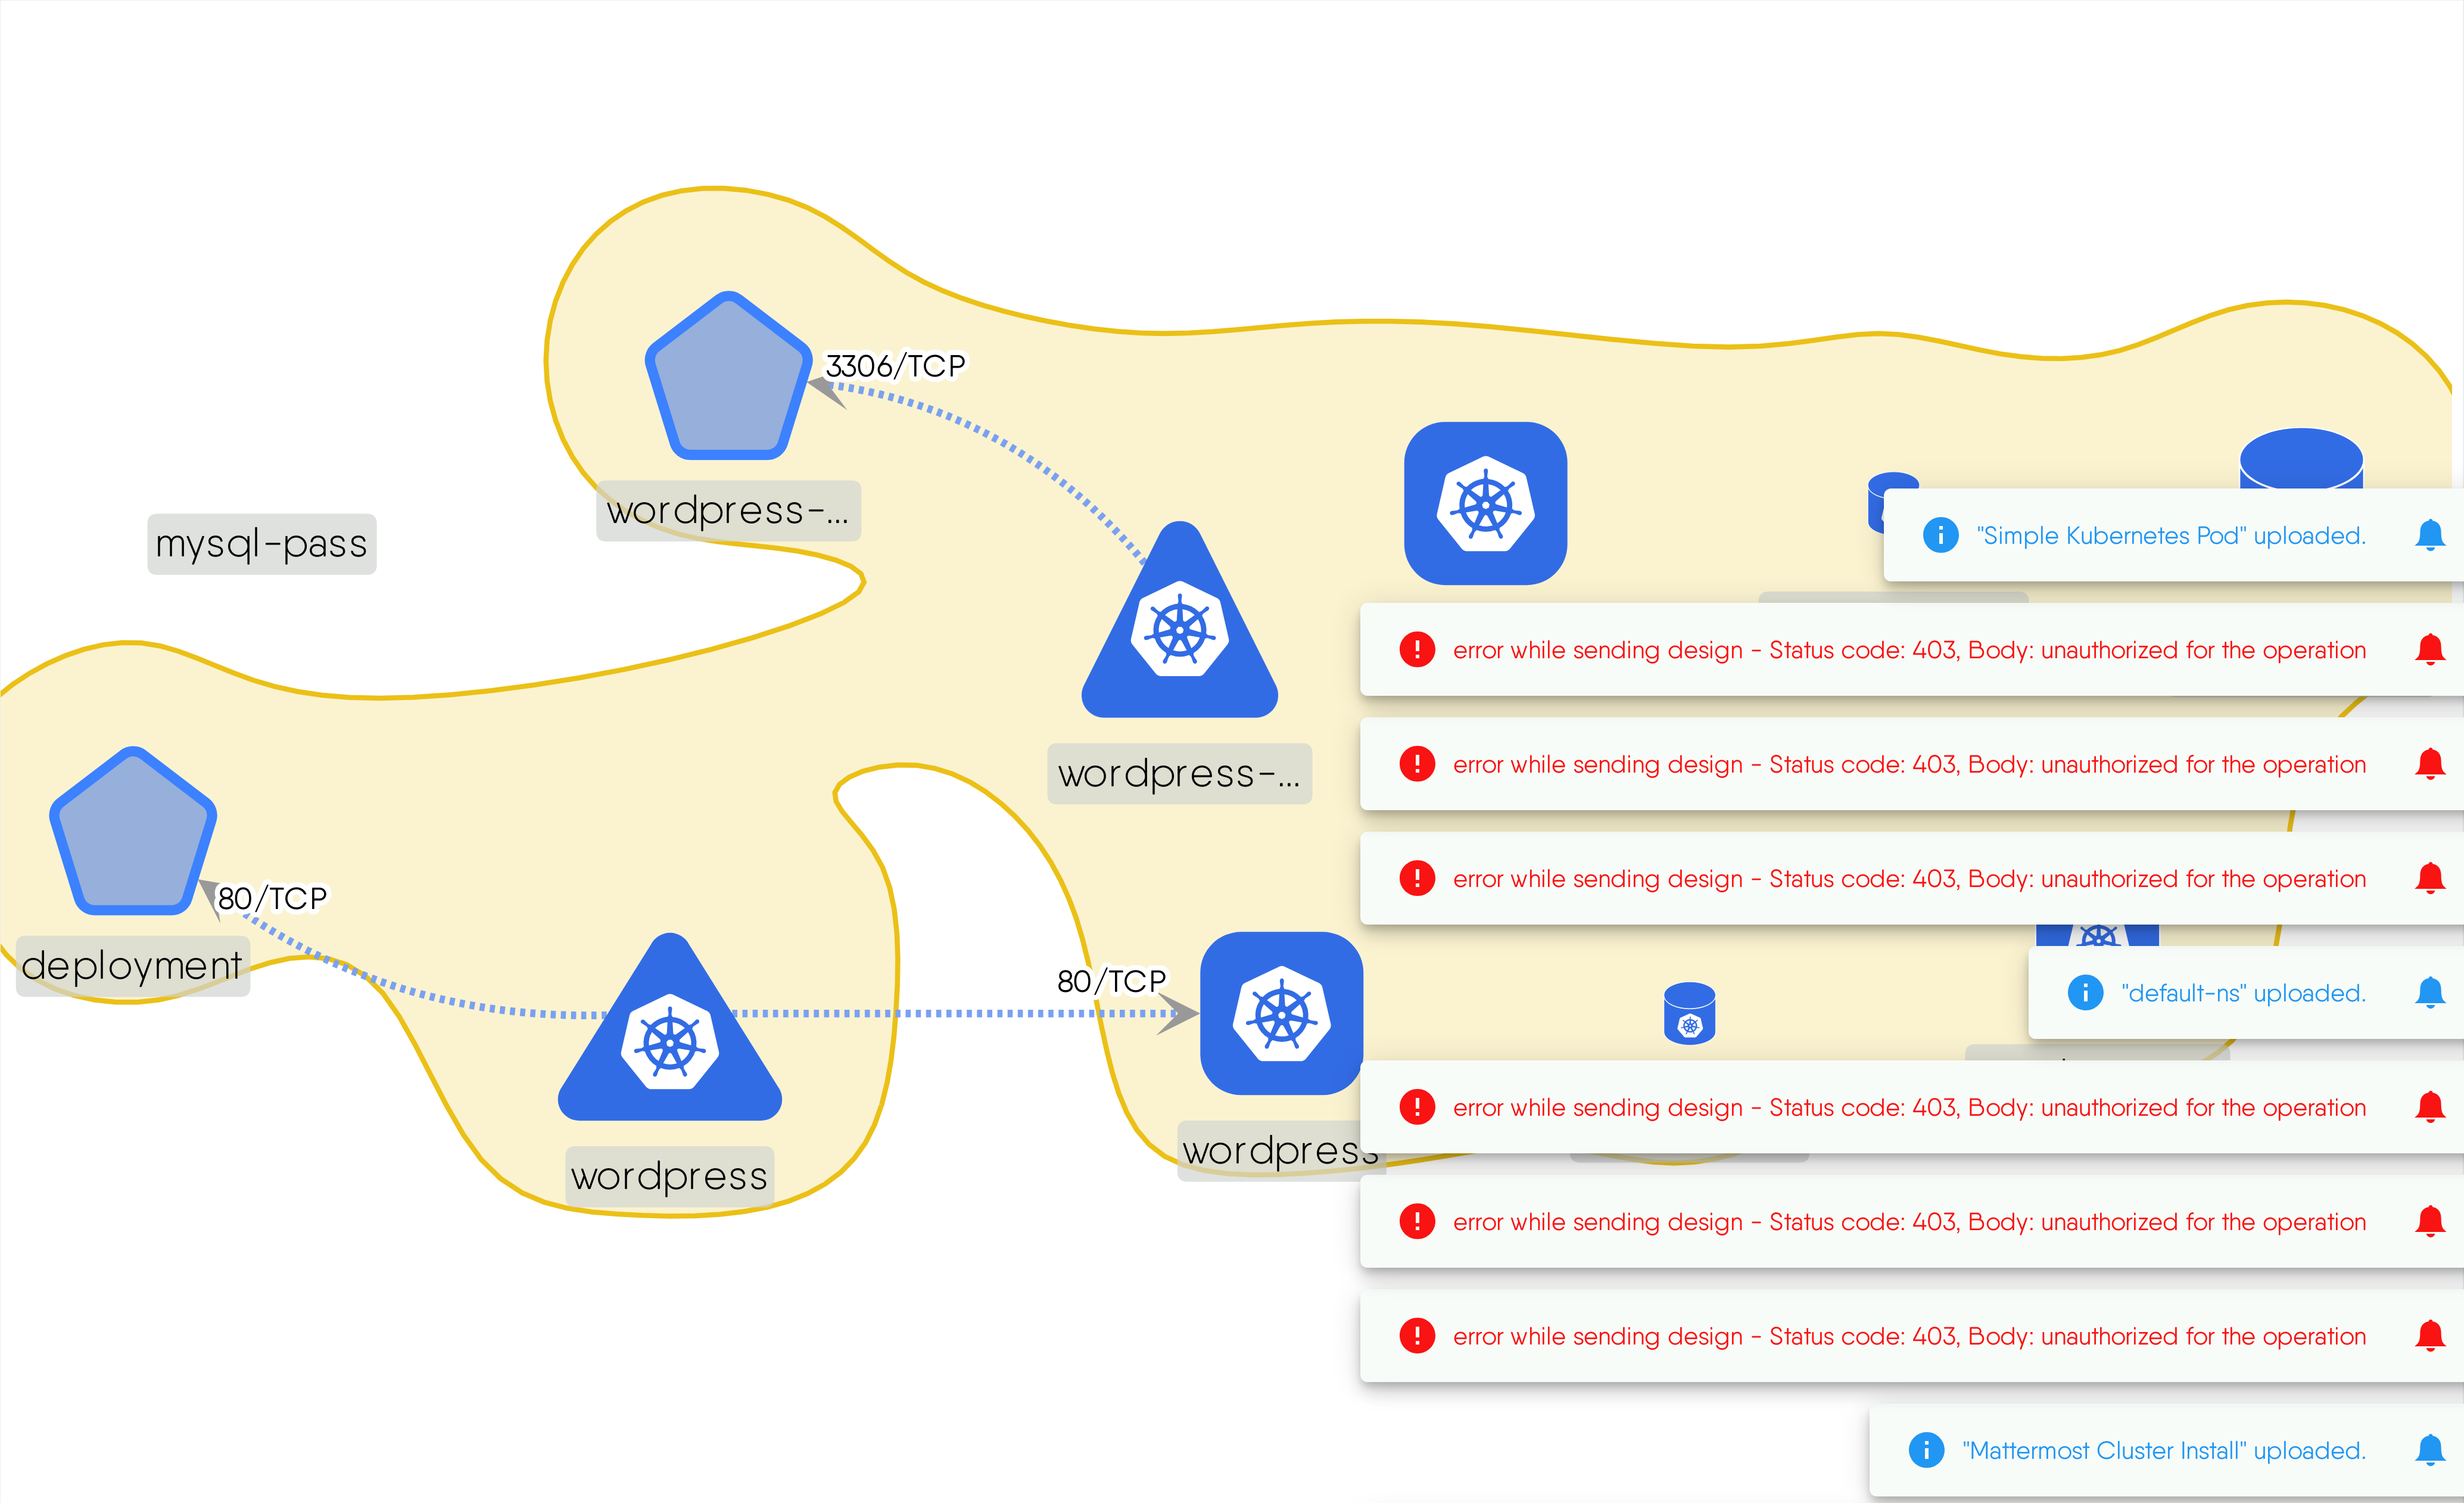 3306/TCP
wordpress-...
mysql-pass
"Simple Kubernetes Pod" uploaded.
error while sending design - Status code: 403, Body: unauthorized for the operation
error while sending design - Status code: 403, Body: unauthorized for the operation
wordpress-...
error while sending design - Status code: 403, Body: unauthorized for the operation
80/TCP
deployment
80/TCP
"default-ns" uploaded.
error while sending design - Status code: 403, Body: unauthorized for the operation
wordpress
wordpress
error while sending design - Status code: 403, Body: unauthorized for the operation
error while sending design - Status code: 403, Body: unauthorized for the operation
"Mattermost Cluster Install" uploaded.